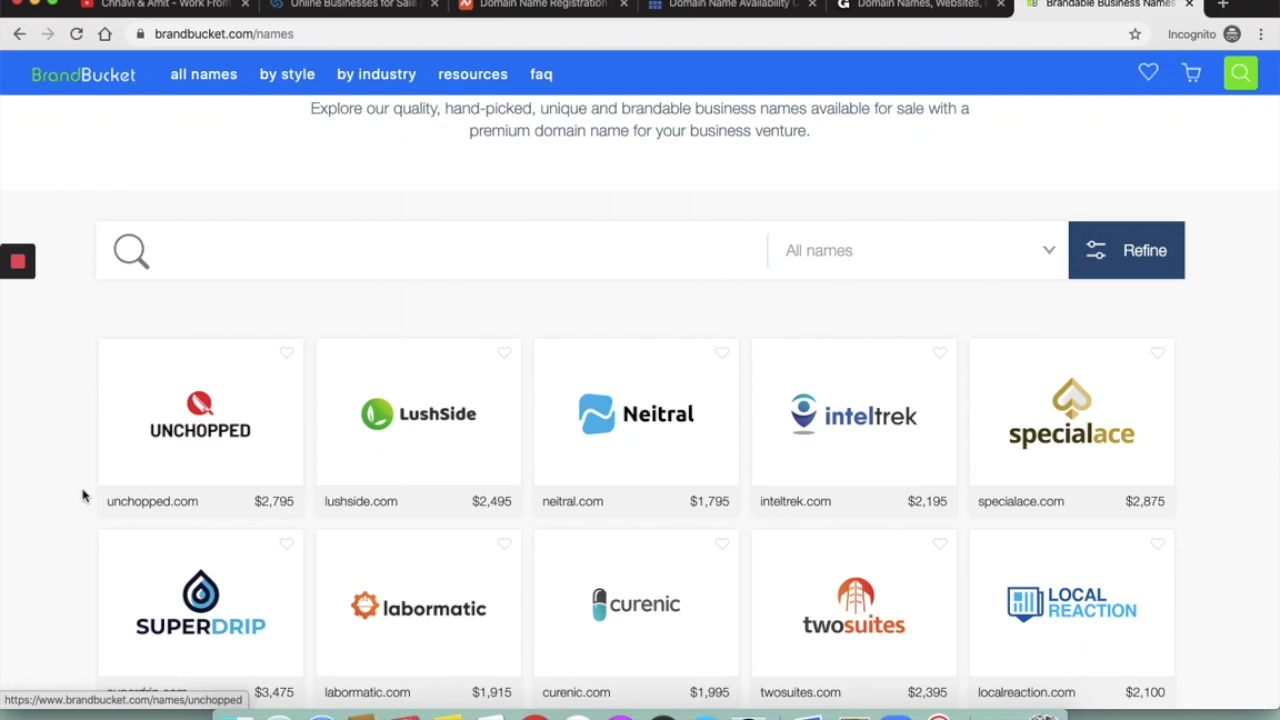 Chhavi & Amit - Work From
Online Businesses for Sale
Domain Name Registration
Domain Name Availability C
Domain Names, Websites,
Brandable Business Names
brandbucket.com/names
Incognito
BrandBucket
all names
by style
by industry
resources
faq
Explore our quality, hand-picked, unique and brandable business names available for sale with a
premium domain name for your business venture.
All names
Refine
UNCHOPPED
LushSide
Neitral
inteltrek
specialace
unchopped.com $2,795
lushside.com $2,495
neitral.com $1,795
inteltrek.com $2,195
specialace.com $2,875
SUPERDRIP
labormatic
curenic
twosuites
LOCAL
REACTION
superdrip.com $3,475
labormatic.com $1,915
curenic.com $1,995
twosuites.com $2,395
localreaction.com $2,100
https://www.brandbucket.com/names/unchopped